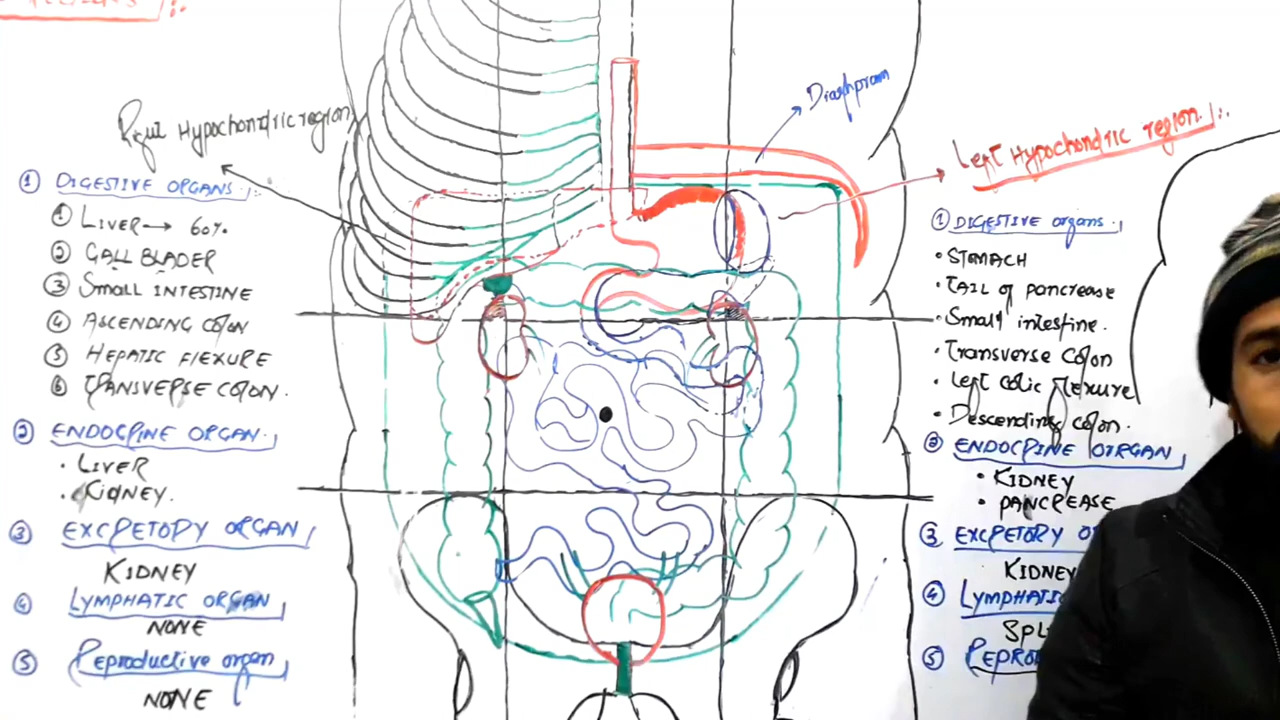 Right Hypochondric region
① DIGESTIVE ORGANS
① LIVER → 60%
② GALL BLADER
③ SMALL INTESTINE
④ ASCENDING COLON
⑤ HEPATIC FLEXURE
⑥ TRANSVERSE COLON.
② ENDOCRINE ORGAN.
• LIVER
• KIDNEY.
③ EXCRETORY ORGAN
KIDNEY
④ LYMPHATIC ORGAN
NONE
⑤ Reproductive organ
NONE
Diaphpram
Left Hypochondric region
① DIGESTIVE organs
• STOMACH
• TAIL of pancrease
• Small intestine.
• Transverse colon
• Left colic flexure
• Descending colon.
② ENDOCRINE ORGAN
• KIDNEY
• PANCREASE
③ EXCRETORY
KIDNEY
④
⑤